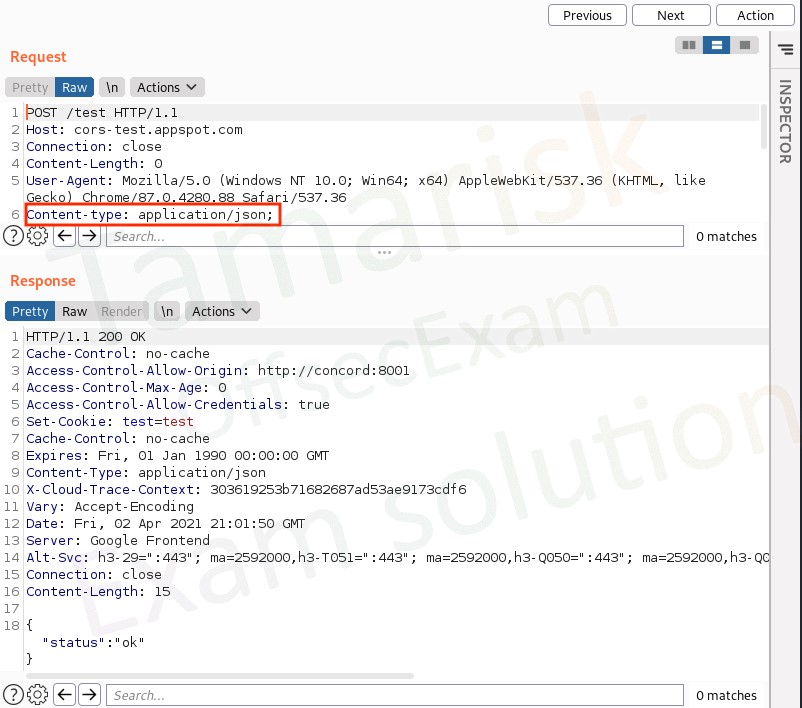 Previous Next Action
Request
INSPECTOR
Pretty Raw \n Actions
1 POST /test HTTP/1.1
2 Host: cors-test.appspot.com
3 Connection: close
4 Content-Length: 0
5 User-Agent: Mozilla/5.0 (Windows NT 10.0; Win64; x64) AppleWebKit/537.36 (KHTML, like
Gecko) Chrome/87.0.4280.88 Safari/537.36
6 Content-type: application/json;
Search... 0 matches
Response
Pretty Raw Render \n Actions
1 HTTP/1.1 200 OK
2 Cache-Control: no-cache
3 Access-Control-Allow-Origin: http://concord:8001
4 Access-Control-Max-Age: 0
5 Access-Control-Allow-Credentials: true
6 Set-Cookie: test=test
7 Cache-Control: no-cache
8 Expires: Fri, 01 Jan 1990 00:00:00 GMT
9 Content-Type: application/json
10 X-Cloud-Trace-Context: 303619253b71682687ad53ae9173cdf6
11 Vary: Accept-Encoding
12 Date: Fri, 02 Apr 2021 21:01:50 GMT
13 Server: Google Frontend
14 Alt-Svc: h3-29=":443"; ma=2592000,h3-T051=":443"; ma=2592000,h3-Q050=":443"; ma=2592000,h3-Q0
15 Connection: close
16 Content-Length: 15
17
18 {
"status":"ok"
}
Search... 0 matches
Tamarisk
OffsecExam
Exam solution